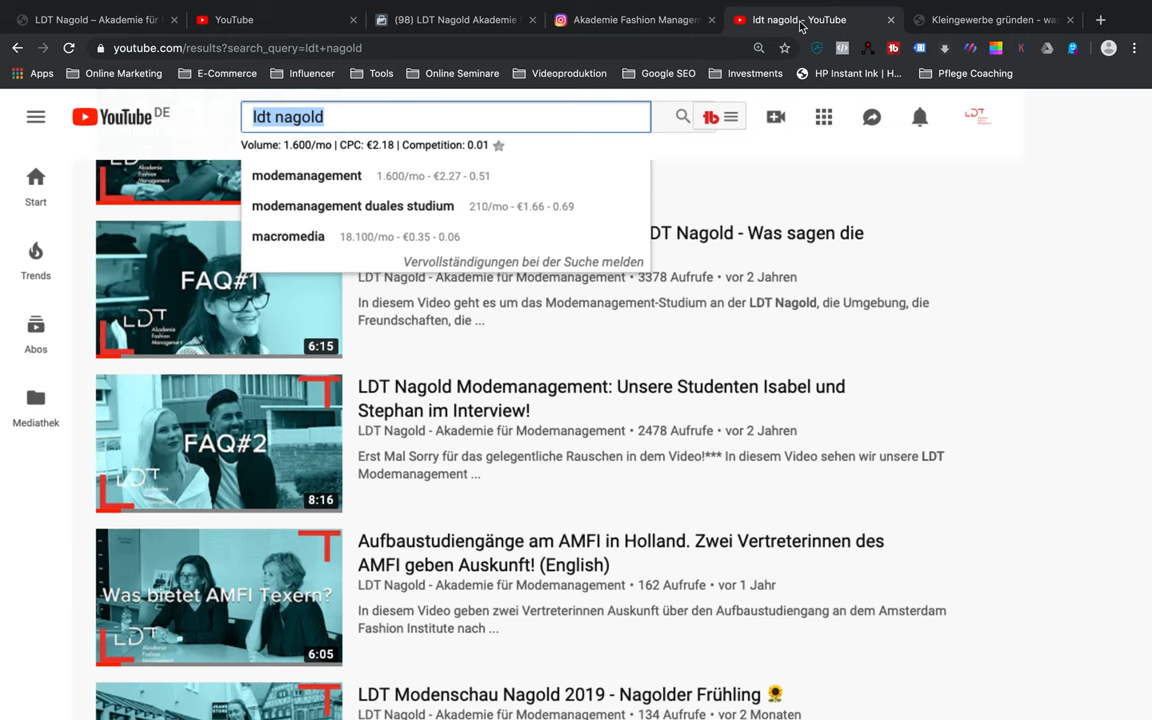 LDT Nagold – Akademie für
YouTube
(98) LDT Nagold Akademie
Akademie Fashion Managem
ldt nagold - YouTube
Kleingewerbe gründen - wa
youtube.com/results?search_query=ldt+nagold
Apps
Online Marketing
E-Commerce
Influencer
Tools
Online Seminare
Videoproduktion
Google SEO
Investments
HP Instant Ink | H...
Pflege Coaching
YouTube DE
ldt nagold
Volume: 1.600/mo | CPC: €2.18 | Competition: 0.01
modemanagement 1.600/mo - €2.27 - 0.51
modemanagement duales studium 210/mo - €1.66 - 0.69
macromedia 18.100/mo - €0.35 - 0.06
Vervollständigungen bei der Suche melden
Start
Trends
Abos
Mediathek
DT Nagold - Was sagen die
LDT Nagold - Akademie für Modemanagement • 3378 Aufrufe • vor 2 Jahren
In diesem Video geht es um das Modemanagement-Studium an der LDT Nagold, die Umgebung, die
Freundschaften, die ...
FAQ#1
LDT
6:15
LDT Nagold Modemanagement: Unsere Studenten Isabel und
Stephan im Interview!
LDT Nagold - Akademie für Modemanagement • 2478 Aufrufe • vor 2 Jahren
Erst Mal Sorry für das gelegentliche Rauschen in dem Video!*** In diesem Video sehen wir unsere LDT
Modemanagement ...
FAQ#2
LDT
8:16
Aufbaustudiengänge am AMFI in Holland. Zwei Vertreterinnen des
AMFI geben Auskunft! (English)
LDT Nagold - Akademie für Modemanagement • 162 Aufrufe • vor 1 Jahr
In diesem Video geben zwei Vertreterinnen Auskunft über den Aufbaustudiengang an dem Amsterdam
Fashion Institute nach ...
Was bietet AMFI Texern?
LDT
Akademie
Fashion
Management
6:05
LDT Modenschau Nagold 2019 - Nagolder Frühling 🌻
LDT Nagold - Akademie für Modemanagement • 134 Aufrufe • vor 2 Monaten